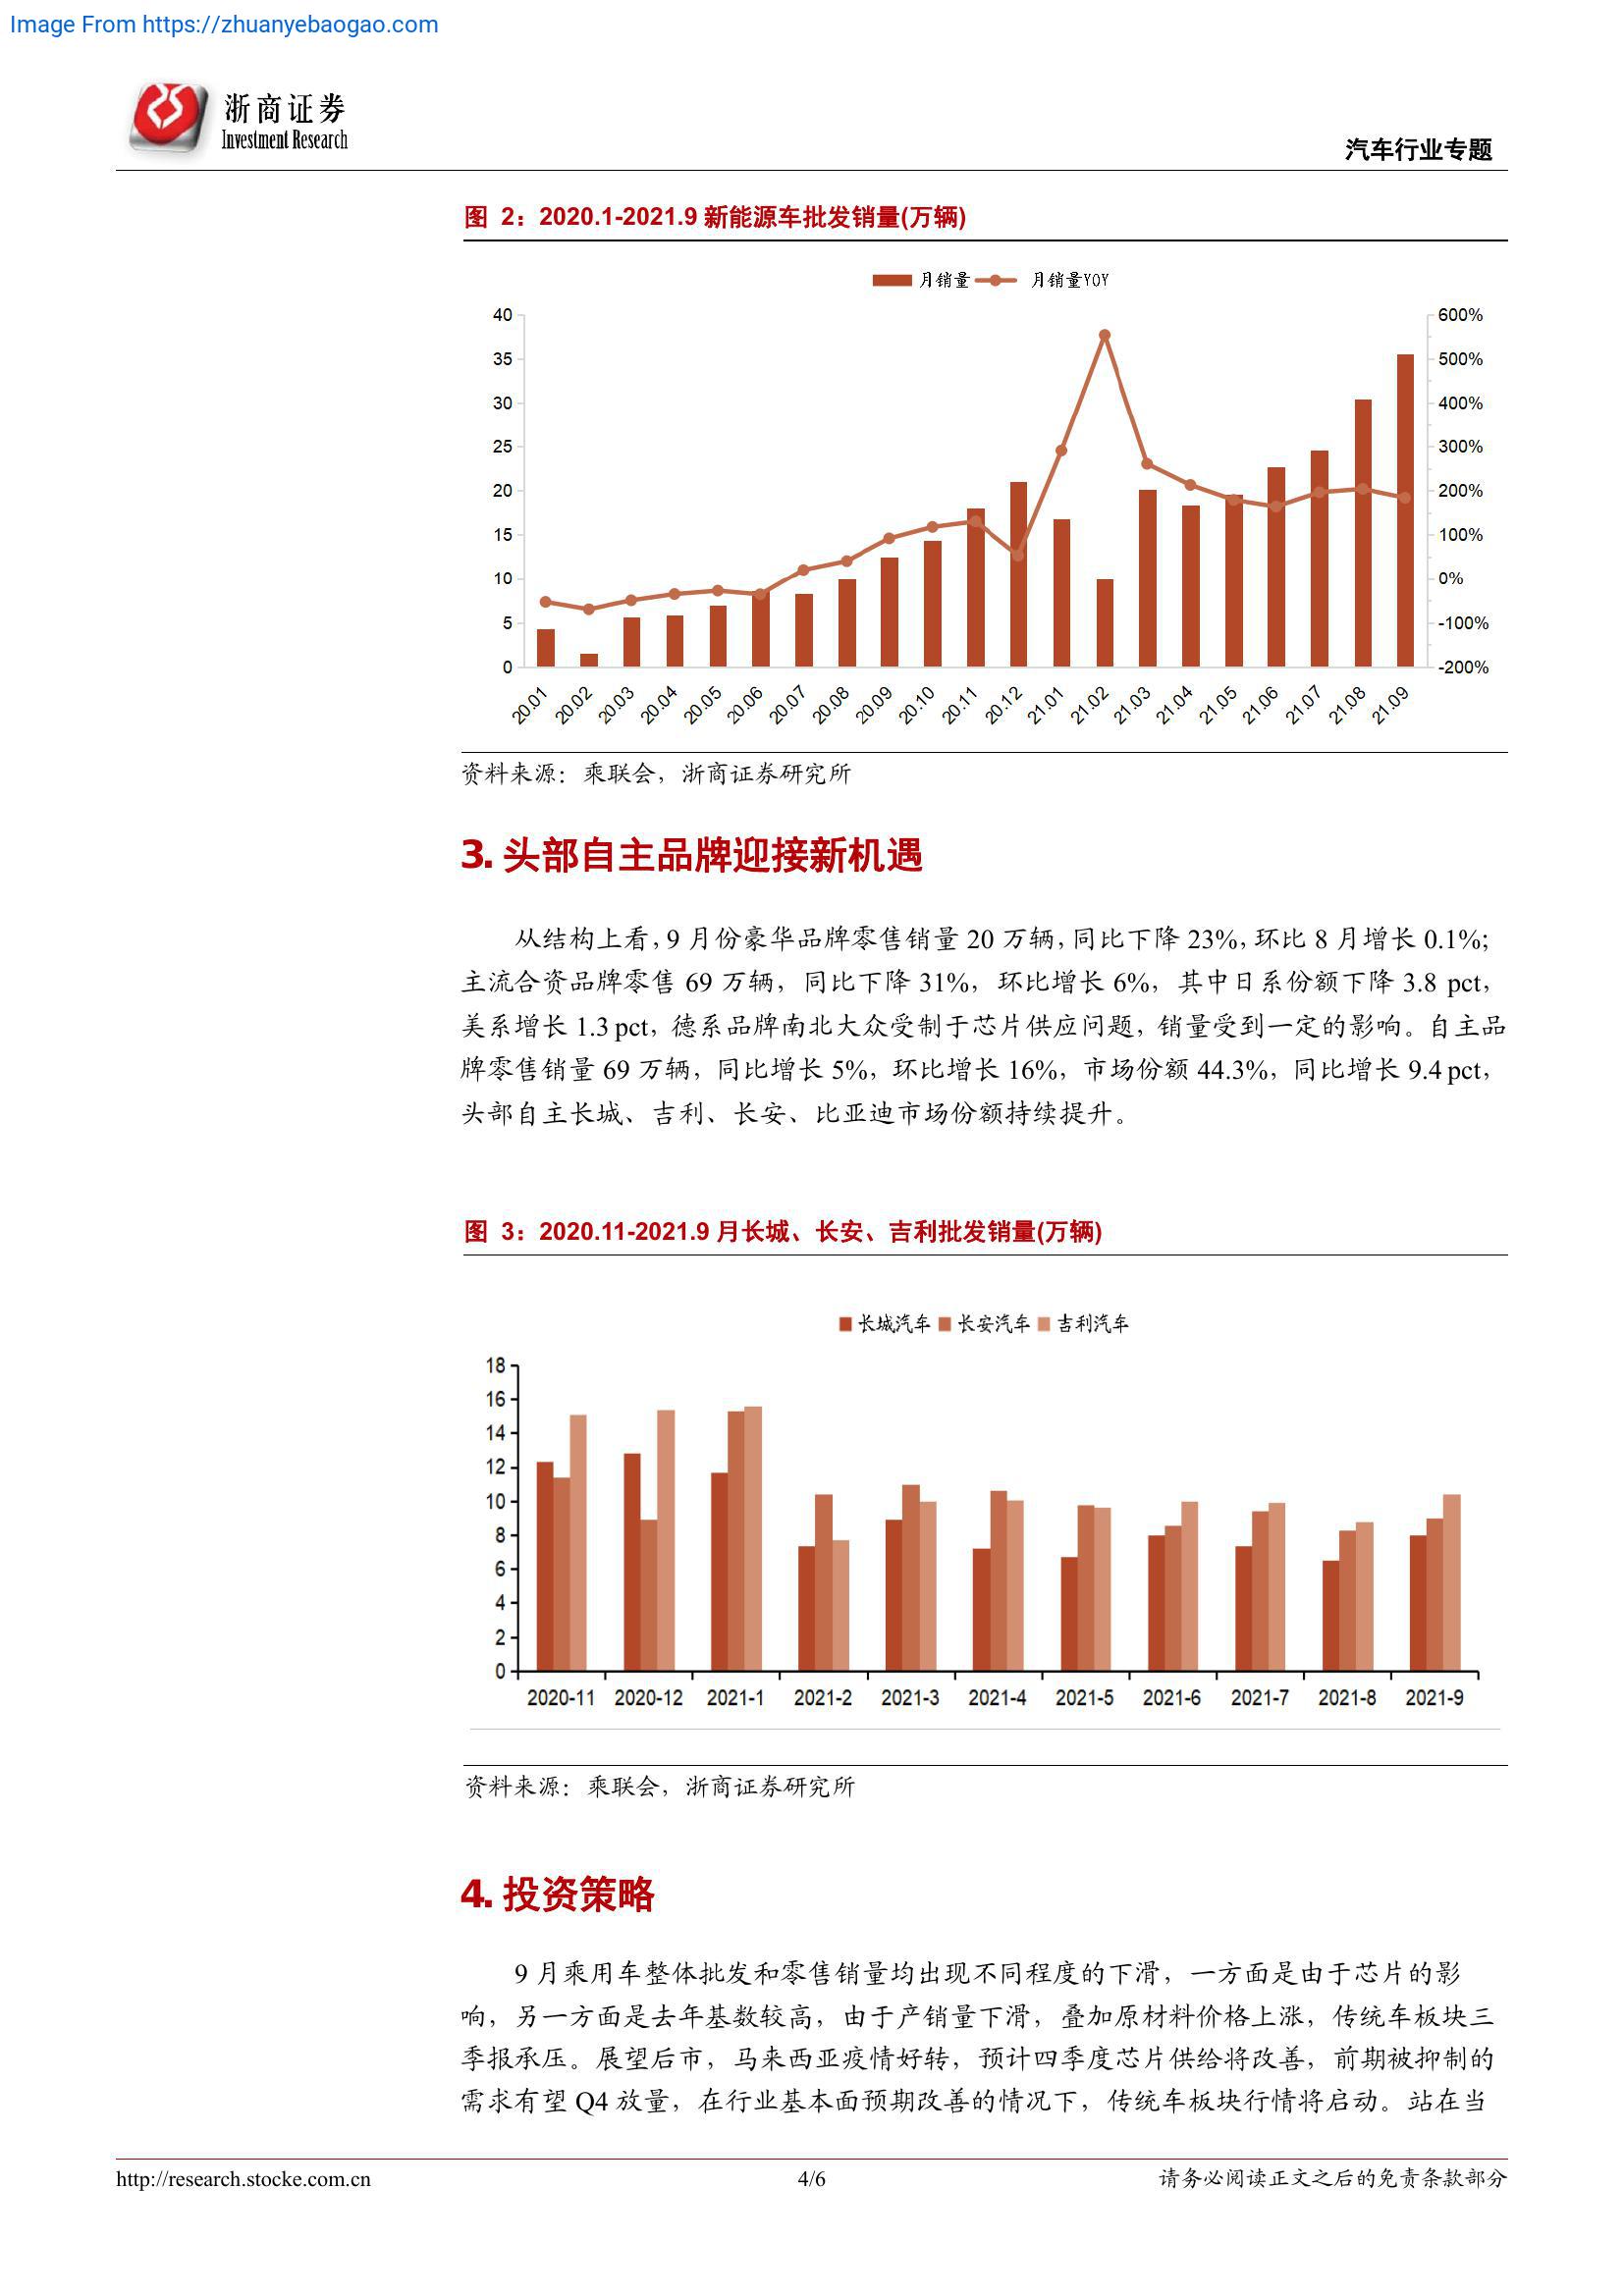 Image From https://zhuanyebaogao.com
浙商证券
Investment Research
汽车行业专题
图 2：2020.1-2021.9 新能源车批发销量(万辆)
月销量 月销量YOY
40 600%
35 500%
30 400%
25 300%
20 200%
15 100%
10 0%
5 -100%
0 -200%
20.01 20.02 20.03 20.04 20.05 20.06 20.07 20.08 20.09 20.10 20.11 20.12 21.01 21.02 21.03 21.04 21.05 21.06 21.07 21.08 21.09
资料来源：乘联会，浙商证券研究所
3. 头部自主品牌迎接新机遇
从结构上看，9 月份豪华品牌零售销量 20 万辆，同比下降 23%，环比 8 月增长 0.1%；
主流合资品牌零售 69 万辆，同比下降 31%，环比增长 6%，其中日系份额下降 3.8 pct，
美系增长 1.3 pct，德系品牌南北大众受制于芯片供应问题，销量受到一定的影响。自主品
牌零售销量 69 万辆，同比增长 5%，环比增长 16%，市场份额 44.3%，同比增长 9.4 pct，
头部自主长城、吉利、长安、比亚迪市场份额持续提升。
图 3：2020.11-2021.9 月长城、长安、吉利批发销量(万辆)
长城汽车 长安汽车 吉利汽车
18
16
14
12
10
8
6
4
2
0
2020-11 2020-12 2021-1 2021-2 2021-3 2021-4 2021-5 2021-6 2021-7 2021-8 2021-9
资料来源：乘联会，浙商证券研究所
4. 投资策略
9 月乘用车整体批发和零售销量均出现不同程度的下滑，一方面是由于芯片的影
响，另一方面是去年基数较高，由于产销量下滑，叠加原材料价格上涨，传统车板块三
季报承压。展望后市，马来西亚疫情好转，预计四季度芯片供给将改善，前期被抑制的
需求有望 Q4 放量，在行业基本面预期改善的情况下，传统车板块行情将启动。站在当
http://research.stocke.com.cn 4/6 请务必阅读正文之后的免责条款部分